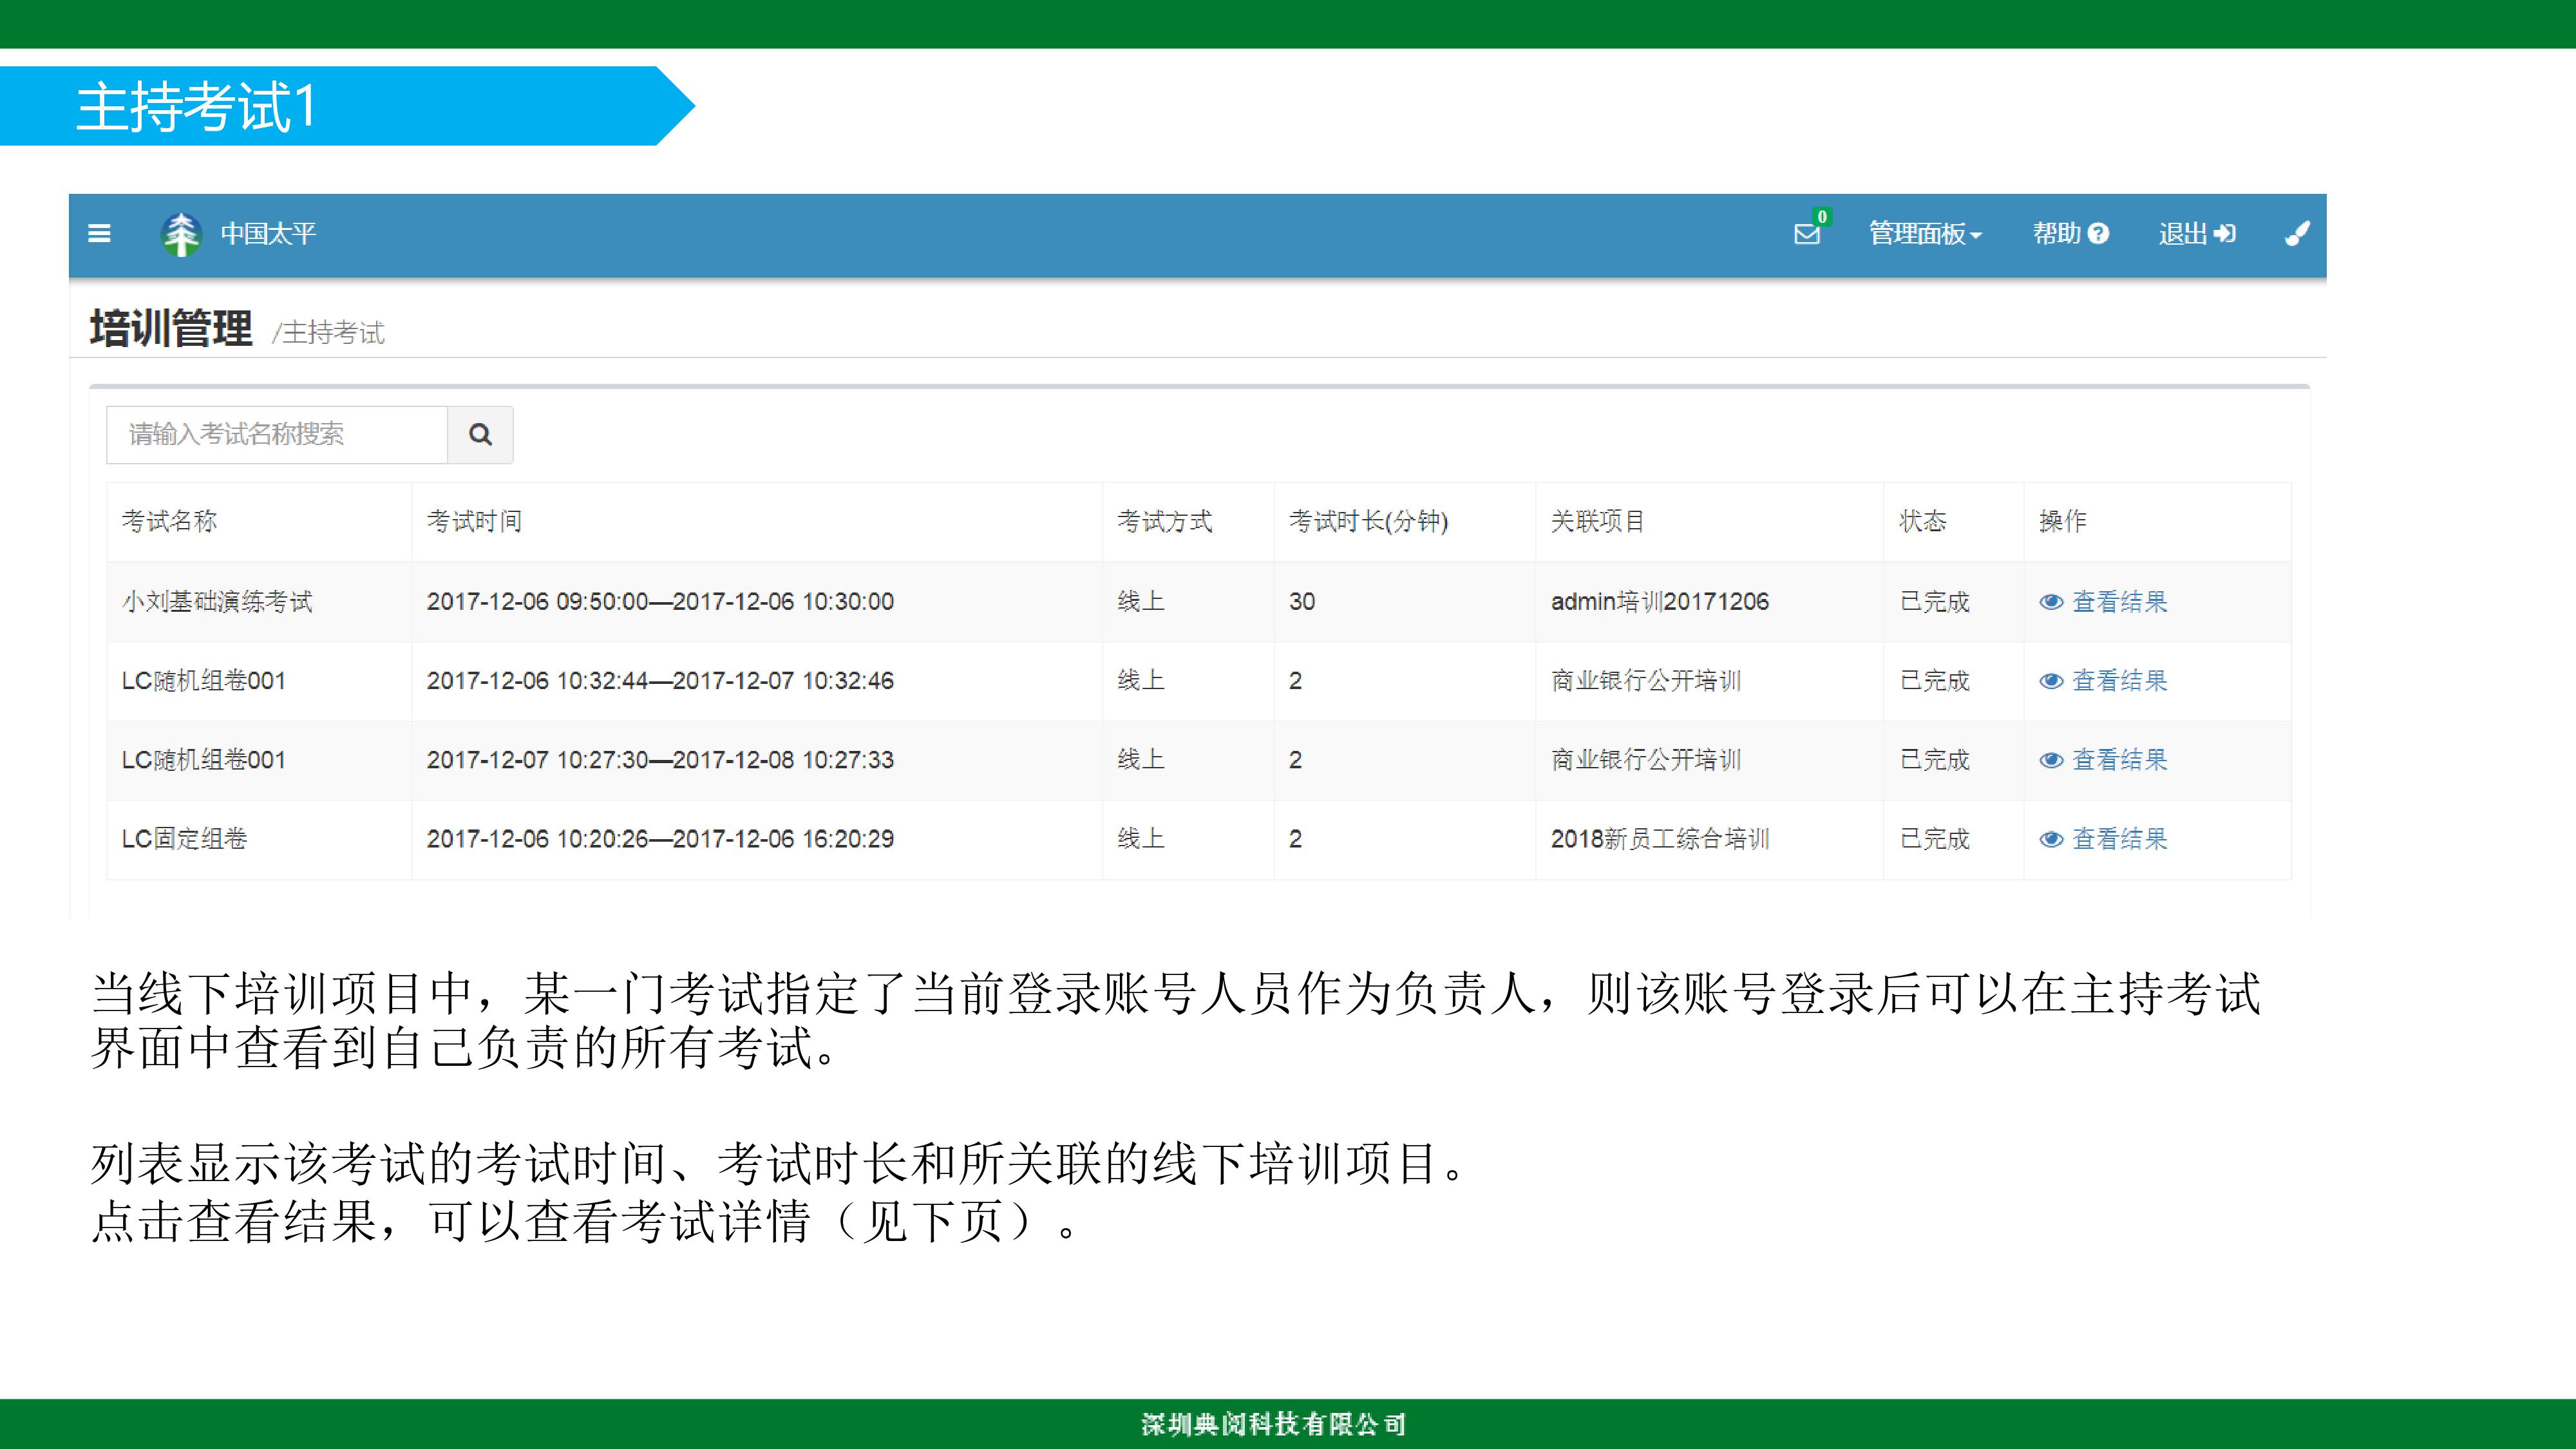 主持考试1
中国太平
0
管理面板
帮助
退出
培训管理 /主持考试
请输入考试名称搜索
考试名称 考试时间 考试方式 考试时长(分钟) 关联项目 状态 操作
小刘基础演练考试 2017-12-06 09:50:00—2017-12-06 10:30:00 线上 30 admin培训20171206 已完成 查看结果
LC随机组卷001 2017-12-06 10:32:44—2017-12-07 10:32:46 线上 2 商业银行公开培训 已完成 查看结果
LC随机组卷001 2017-12-07 10:27:30—2017-12-08 10:27:33 线上 2 商业银行公开培训 已完成 查看结果
LC固定组卷 2017-12-06 10:20:26—2017-12-06 16:20:29 线上 2 2018新员工综合培训 已完成 查看结果
当线下培训项目中，某一门考试指定了当前登录账号人员作为负责人，则该账号登录后可以在主持考试
界面中查看到自己负责的所有考试。
列表显示该考试的考试时间、考试时长和所关联的线下培训项目。
点击查看结果，可以查看考试详情（见下页）。
深圳典阅科技有限公司